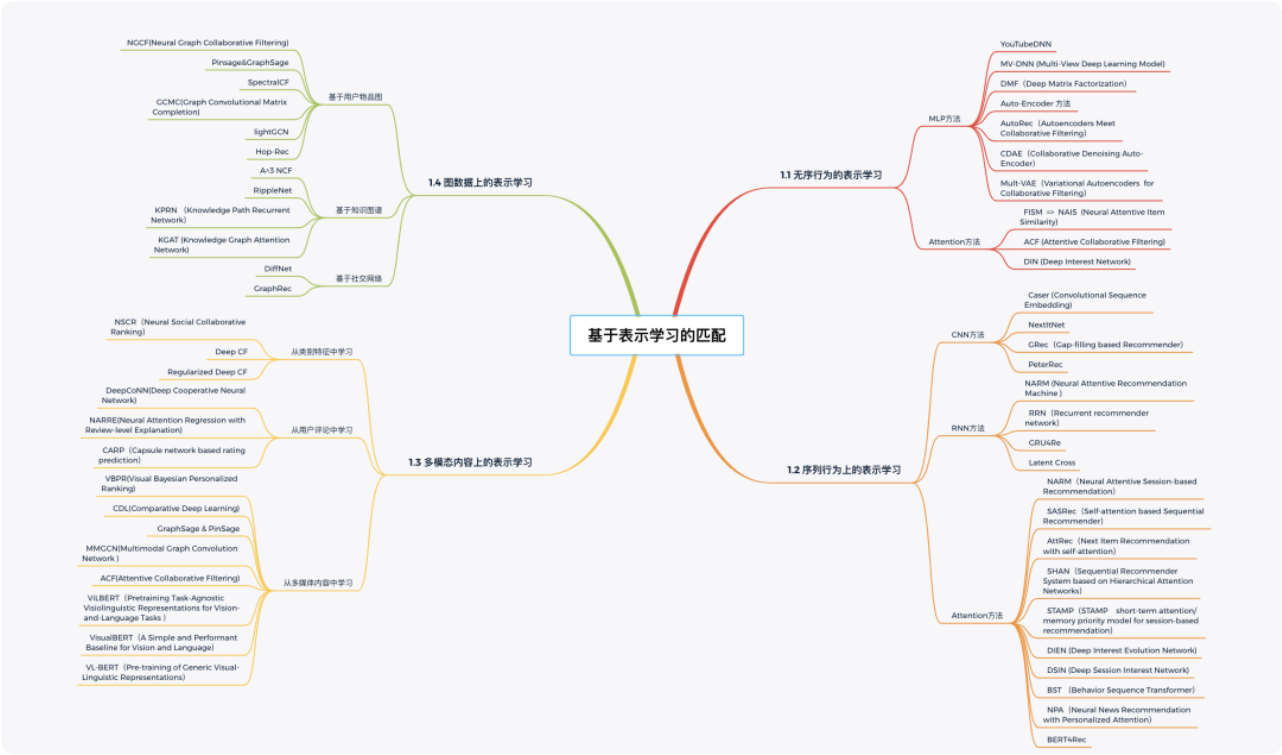 基于表示学习的匹配
1.1 无序行为的表示学习
MLP方法
YouTubeDNN
MV-DNN (Multi-View Deep Learning Model)
DMF（Deep Matrix Factorization）
Auto-Encoder 方法
AutoRec（Autoencoders Meet
Collaborative Filtering）
CDAE（Collaborative Denoising Auto-
Encoder）
Mult-VAE（Variational Autoencoders for
Collaborative Filtering）
Attention方法
FISM => NAIS (Neural Attentive Item
Similarity)
ACF (Attentive Collaborative Filtering)
DIN (Deep Interest Network)
1.2 序列行为上的表示学习
CNN方法
Caser (Convolutional Sequence
Embedding)
NextItNet
GRec（Gap-filling based Recommender）
PeterRec
RNN方法
NARM (Neural Attentive Recommendation
Machine )
RRN（Recurrent recommender
network）
GRU4Re
Latent Cross
Attention方法
NARM（Neural Attentive Session-based
Recommendation）
SASRec（Self-attention based Sequential
Recommender）
AttRec（Next Item Recommendation
with self-attention）
SHAN（Sequential Recommender
System based on Hierarchical Attention
Networks）
STAMP（STAMP short-term attention/
memory priority model for session-based
recommendation）
DIEN (Deep Interest Evolution Network)
DSIN (Deep Session Interest Network)
BST （Behavior Sequence Transformer）
NPA（Neural News Recommendation
with Personalized Attention）
BERT4Rec
1.3 多模态内容上的表示学习
从类别特征中学习
NSCR（Neural Social Collaborative
Ranking）
Deep CF
Regularized Deep CF
从用户评论中学习
DeepCoNN(Deep Cooperative Neural
Network)
NARRE(Neural Attention Regression with
Review-level Explanation)
CARP（Capsule network based rating
prediction）
从多媒体内容中学习
VBPR(Visual Bayesian Personalized
Ranking)
CDL(Comparative Deep Learning)
GraphSage & PinSage
MMGCN(Multimodal Graph Convolution
Network )
ACF(Attentive Collaborative Filtering)
ViLBERT（Pretraining Task-Agnostic
Visiolinguistic Representations for Vision-
and-Language Tasks ）
VisualBERT（A Simple and Performant
Baseline for Vision and Language）
VL-BERT（Pre-training of Generic Visual-
Linguistic Representations）
1.4 图数据上的表示学习
基于用户物品图
NGCF(Neural Graph Collaborative Filtering)
Pinsage&GraphSage
SpectralCF
GCMC(Graph Convolutional Matrix
Completion)
lightGCN
Hop-Rec
基于知识图谱
A^3 NCF
RippleNet
KPRN （Knowledge Path Recurrent
Network）
KGAT (Knowledge Graph Attention
Network)
基于社交网络
DiffNet
GraphRec